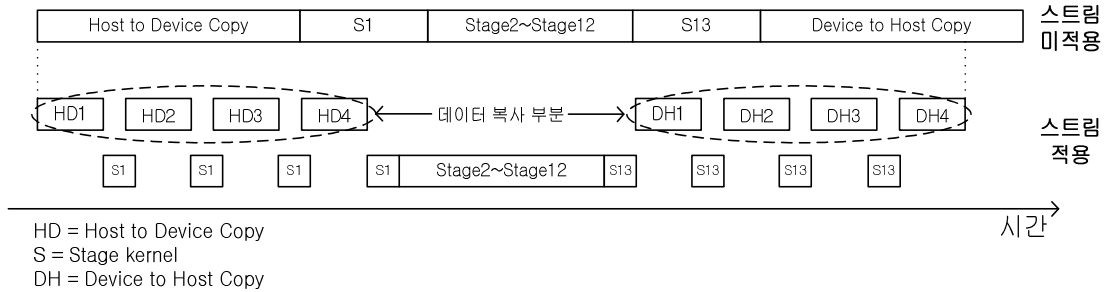 Host to Device Copy S1 Stage2~Stage12 S13 Device to Host Copy 스트림
미적용
HD1 HD2 HD3 HD4 데이터 복사 부분 DH1 DH2 DH3 DH4
스트림
적용
S1 S1 S1 S1 Stage2~Stage12 S13 S13 S13 S13
시간
HD = Host to Device Copy
S = Stage kernel
DH = Device to Host Copy